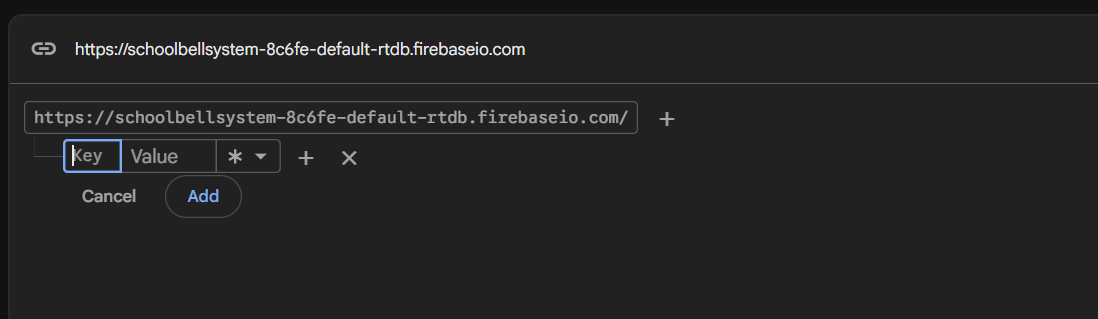 https://schoolbellsystem-8c6fe-default-rtdb.firebaseio.com
https://schoolbellsystem-8c6fe-default-rtdb.firebaseio.com/ +
Key Value * + ×
Cancel Add